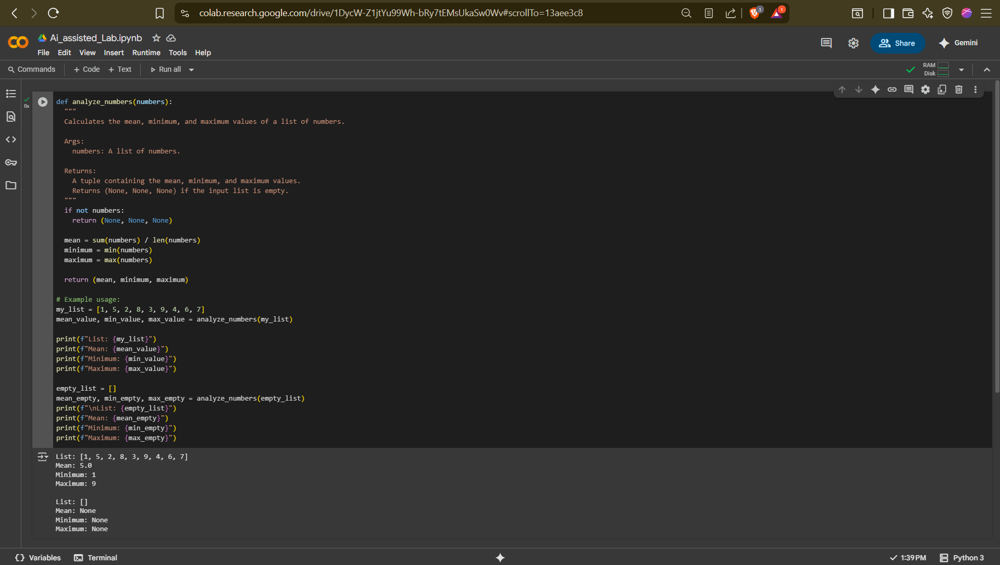 colab.research.google.com/drive/1DycW-Z1jtYu99Wh-bRy7tEMsUkaSw0Wv#scrollTo=13aee3c8
3
1
Ai_assisted_Lab.ipynb
File Edit View Insert Runtime Tools Help
Share
Gemini
Commands + Code + Text Run all
RAM
Disk
0s
def analyze_numbers(numbers):
  """
  Calculates the mean, minimum, and maximum values of a list of numbers.

  Args:
    numbers: A list of numbers.

  Returns:
    A tuple containing the mean, minimum, and maximum values.
    Returns (None, None, None) if the input list is empty.
  """
  if not numbers:
    return (None, None, None)

  mean = sum(numbers) / len(numbers)
  minimum = min(numbers)
  maximum = max(numbers)

  return (mean, minimum, maximum)

# Example usage:
my_list = [1, 5, 2, 8, 3, 9, 4, 6, 7]
mean_value, min_value, max_value = analyze_numbers(my_list)

print(f"List: {my_list}")
print(f"Mean: {mean_value}")
print(f"Minimum: {min_value}")
print(f"Maximum: {max_value}")

empty_list = []
mean_empty, min_empty, max_empty = analyze_numbers(empty_list)
print(f"\nList: {empty_list}")
print(f"Mean: {mean_empty}")
print(f"Minimum: {min_empty}")
print(f"Maximum: {max_empty}")
List: [1, 5, 2, 8, 3, 9, 4, 6, 7]
Mean: 5.0
Minimum: 1
Maximum: 9

List: []
Mean: None
Minimum: None
Maximum: None
Variables Terminal
1:39 PM Python 3